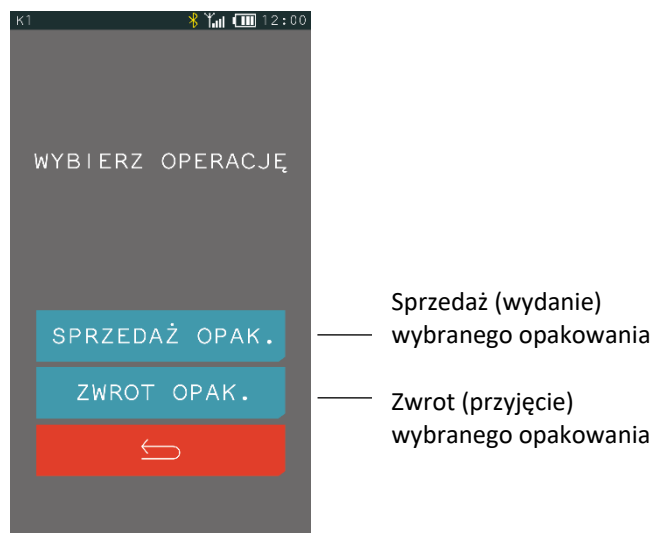 K1 12:00
WYBIERZ OPERACJĘ
SPRZEDAŻ OPAK.
Sprzedaż (wydanie)
wybranego opakowania
ZWROT OPAK.
Zwrot (przyjęcie)
wybranego opakowania